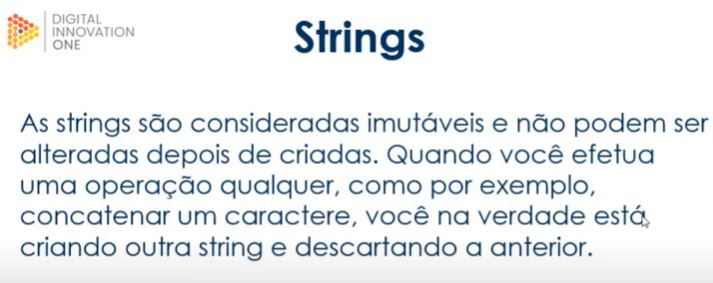 DIGITAL
INNOVATION
ONE
Strings
As strings são consideradas imutáveis e não podem ser
alteradas depois de criadas. Quando você efetua
uma operação qualquer, como por exemplo,
concatenar um caractere, você na verdade está
criando outra string e descartando a anterior.